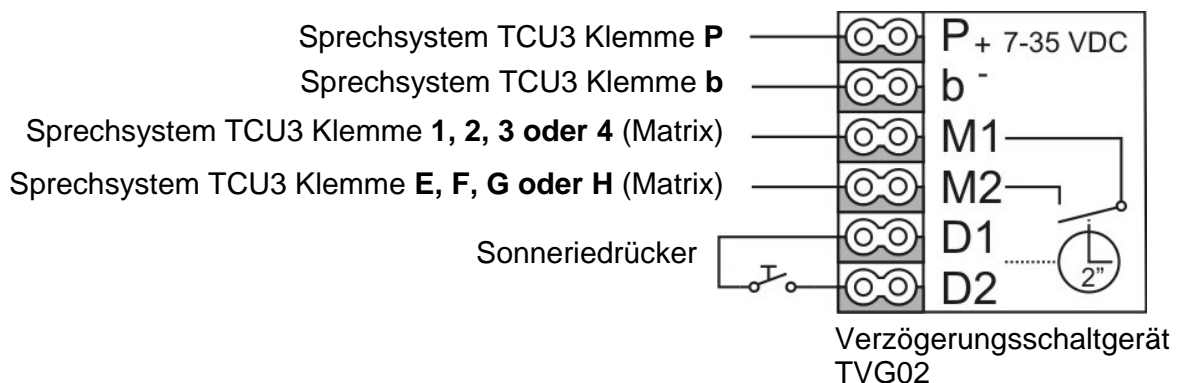 Sprechsystem TCU3 Klemme P
P + 7-35 VDC
Sprechsystem TCU3 Klemme b
b -
Sprechsystem TCU3 Klemme 1, 2, 3 oder 4 (Matrix)
M1
Sprechsystem TCU3 Klemme E, F, G oder H (Matrix)
M2
Sonneriedrücker
D1
2"
D2
Verzögerungsschaltgerät
TVG02